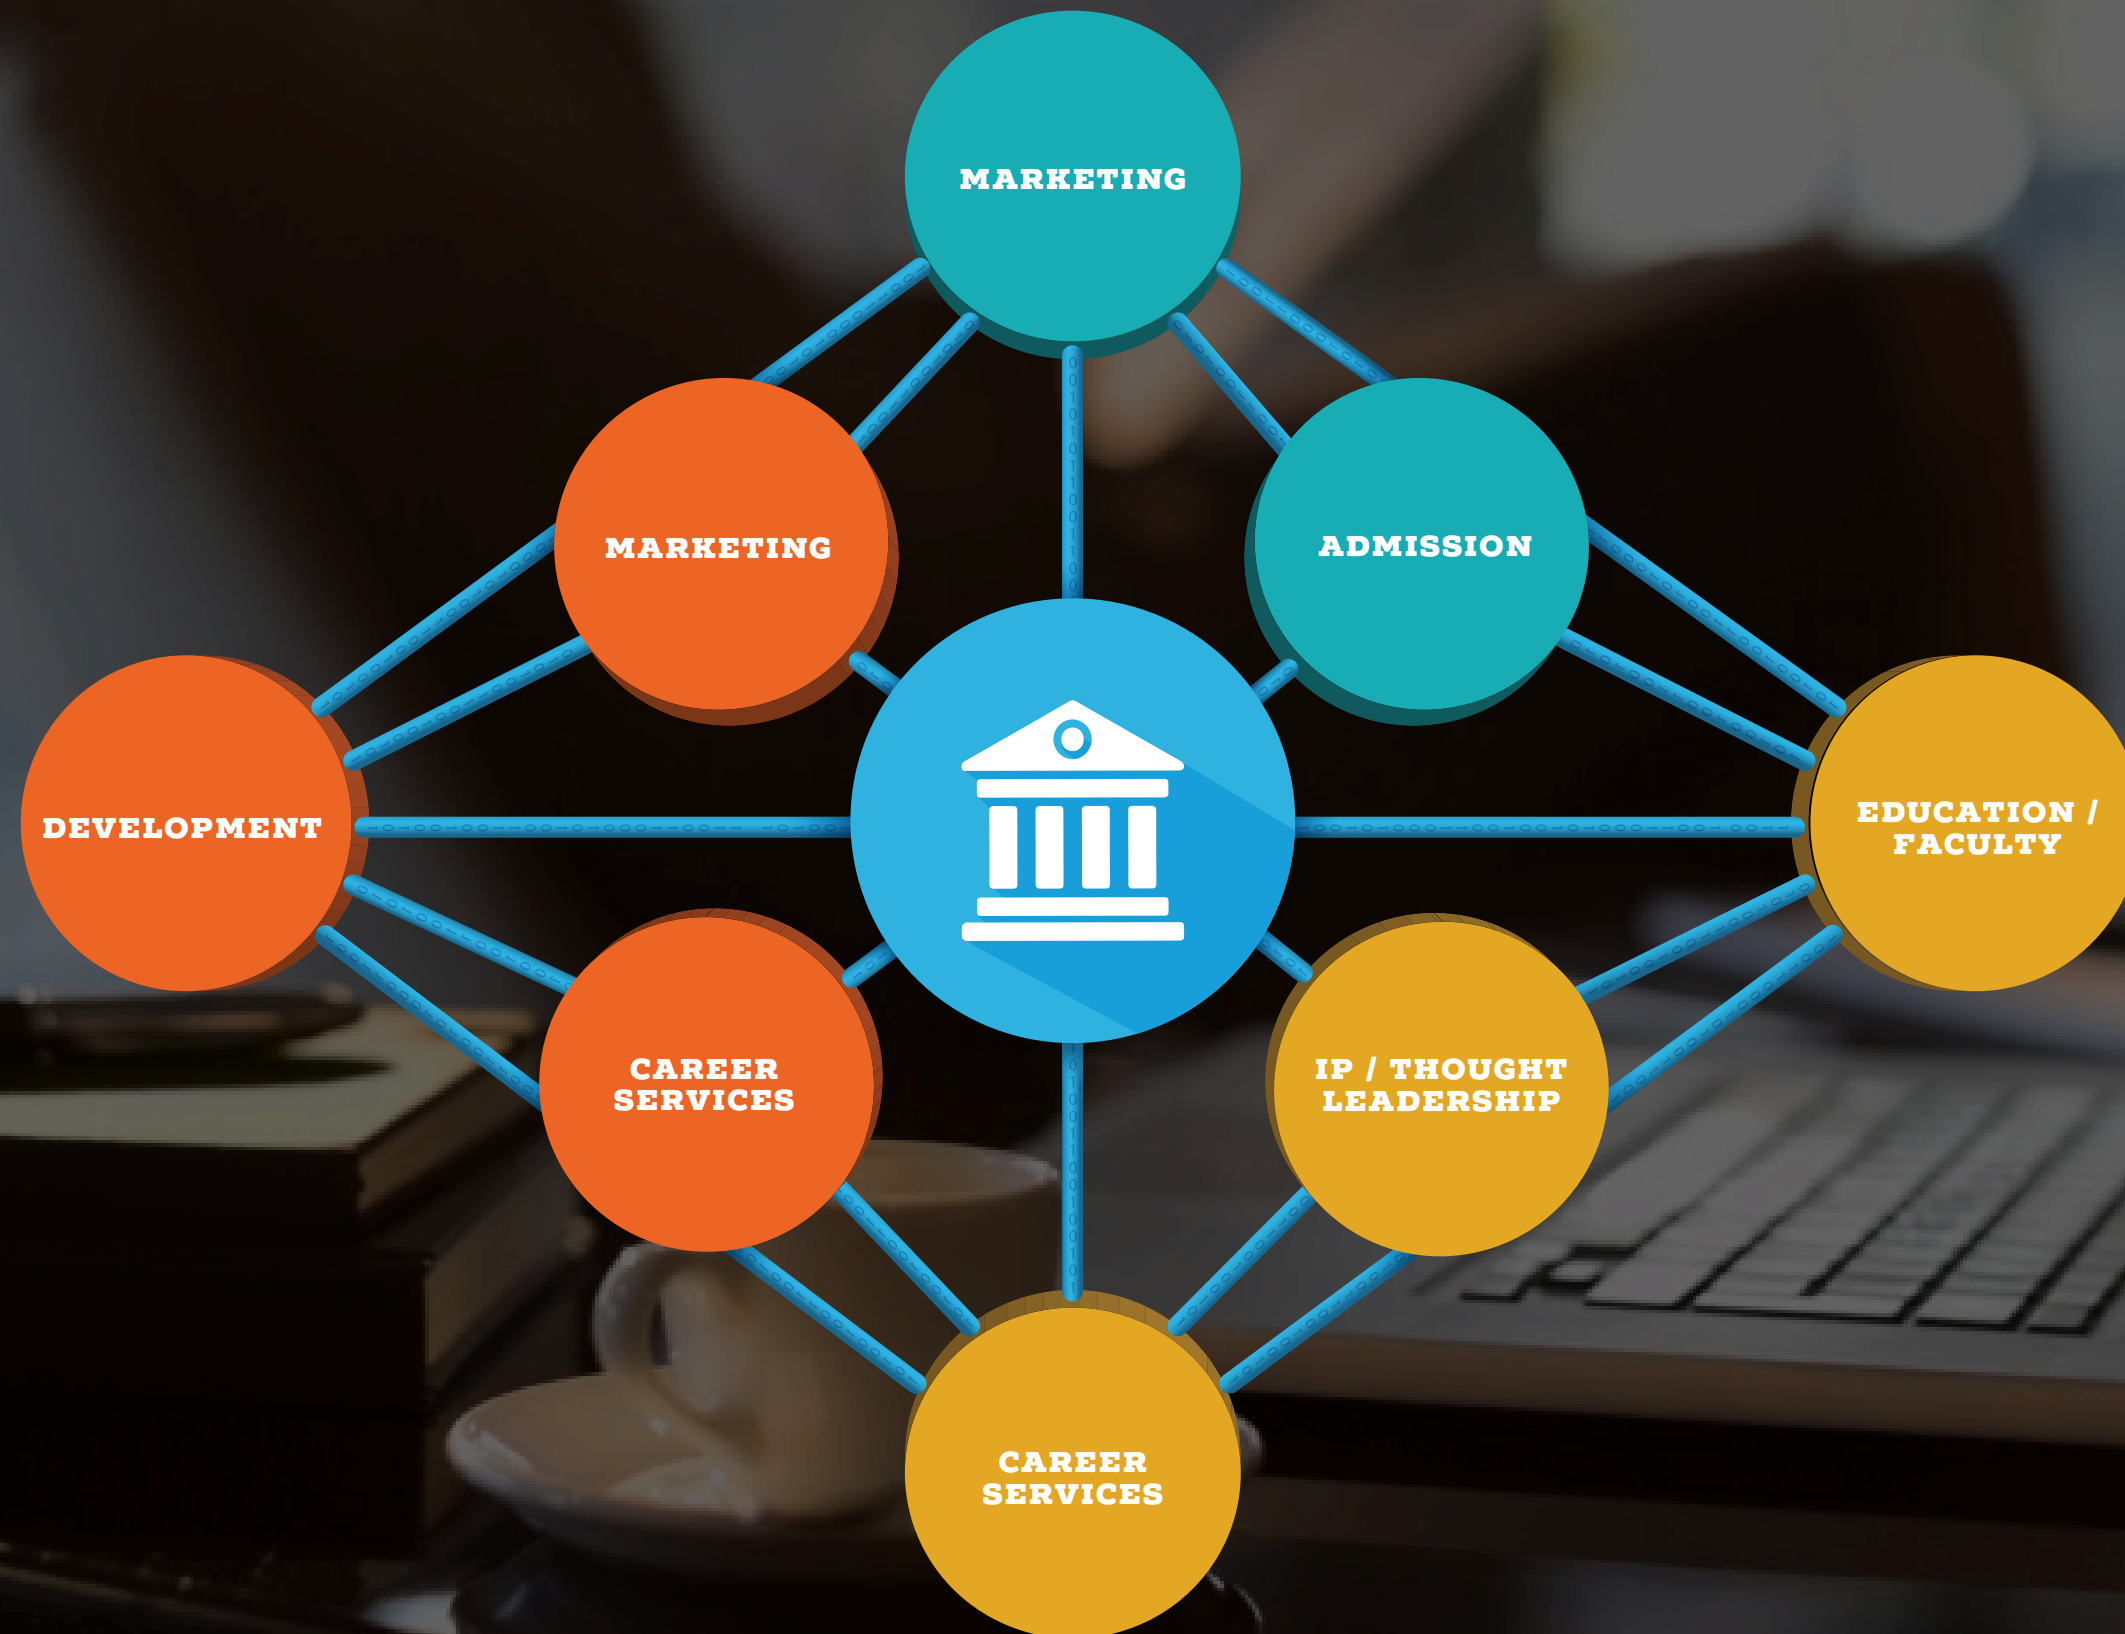 MARKETING
MARKETING
ADMISSION
DEVELOPMENT
EDUCATION /
FACULTY
CAREER
SERVICES
IP / THOUGHT
LEADERSHIP
CAREER
SERVICES